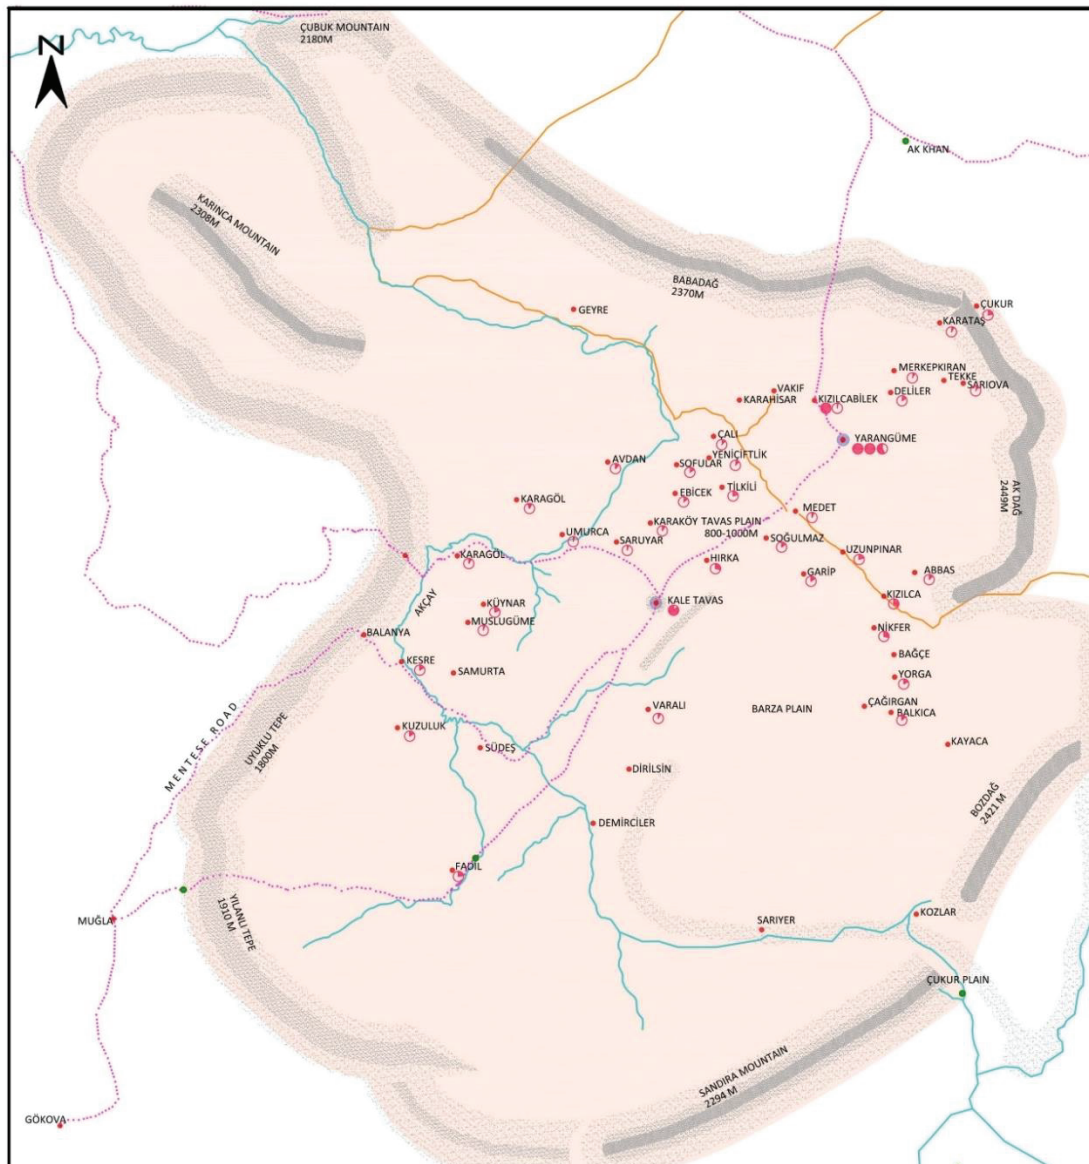 ÇUBUK MOUNTAIN
2180M
N
AK KHAN
KARINCA MOUNTAIN
2308M
BABADAĞ
2370M
ÇUKUR
GEYRE
KARATAŞ
MERKEPKIRAN
TEKKE
SARIOVA
DELİLER
VAKIF
KARAHİSAR
KIZILCABİLEK
YARANGÜME
ÇALI
YENİÇİFTLİK
AVDAN
SOFULAR
TİLKİLİ
EBİCEK
KARAGÖL
MEDET
AK DAĞ
2449M
KARAKÖY
TAVAS PLAIN
800-1000M
UMURCA
SARUYAR
SOĞULMAZ
UZUNPINAR
KARAGÖL
HIRKA
GARİP
ABBAS
AKÇAY
KÜYNAR
KALE TAVAS
KIZILCA
MUSLUGÜME
BALANYA
NİKFER
KESRE
SAMURTA
BAĞÇE
YORGA
VARALI
BARZA PLAIN
ÇAĞIRGAN
BALKICA
MENTESE ROAD
UYUKLU TEPE
1800M
KUZULUK
SÜDEŞ
KAYACA
DİRİLSİN
BOZDAĞ
2421 M
DEMIRCILER
FADIL
MUĞLA
YILANLI TEPE
1910 M
SARIYER
KOZLAR
ÇUKUR PLAIN
SANDIRA MOUNTAIN
2294 M
GÖKOVA